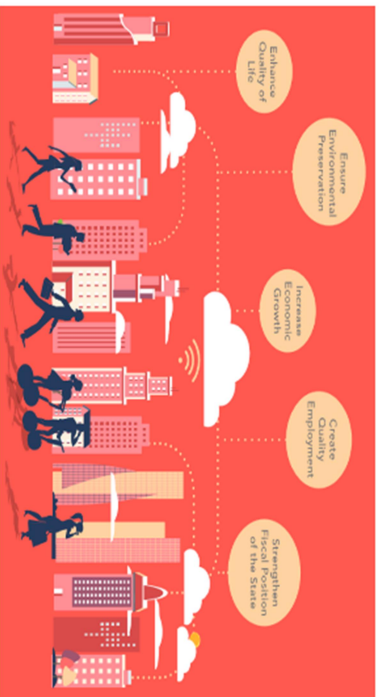 Enhance
Quality of
Life
Ensure
Environmental
Preservation
Increase
Economic
Growth
Create
Quality
Employment
Strengthen
Fiscal Position
of the State